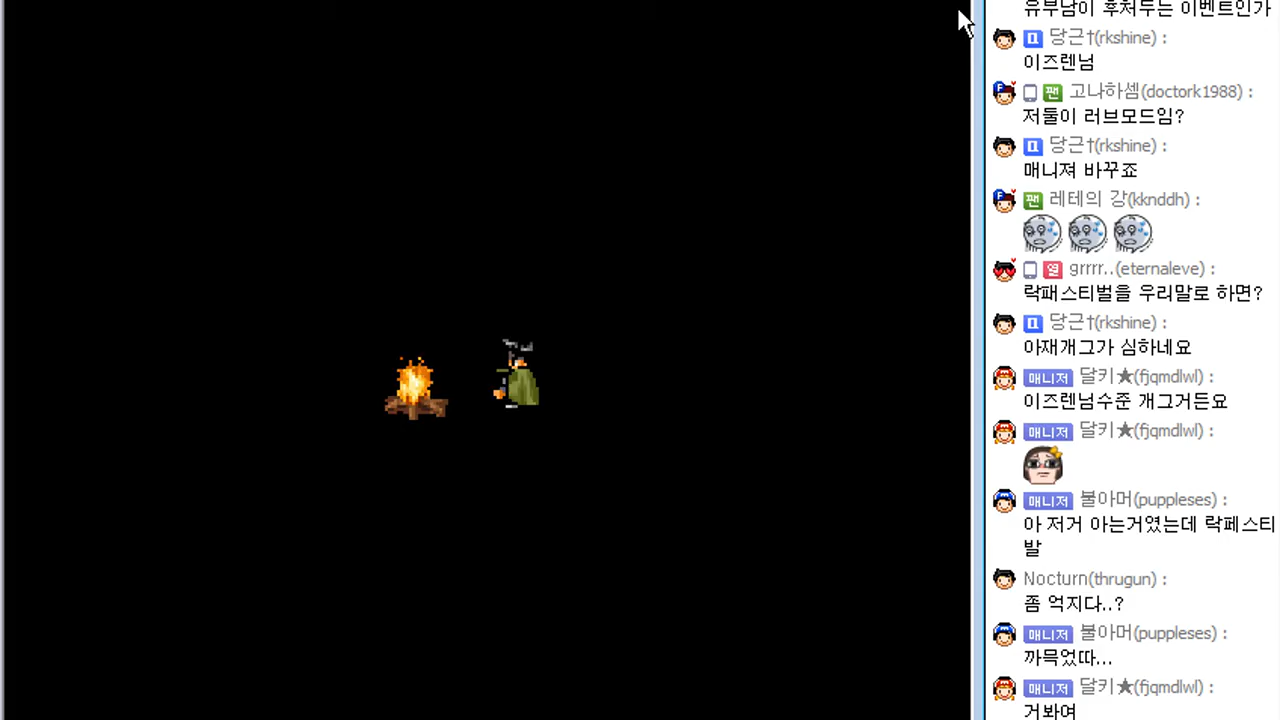 유부남이 후처두는 이벤트인가
당근†(rkshine) :
이즈렌님
팬 고나하셈(doctork1988) :
저둘이 러브모드임?
당근†(rkshine) :
매니져 바꾸죠
팬 레테의 강(kknddh) :
열 grrrr..(eternaleve) :
락패스티벌을 우리말로 하면?
당근†(rkshine) :
아재개그가 심하네요
매니저 달키★(fjqmdlwl) :
이즈렌님수준 개그거든요
매니저 달키★(fjqmdlwl) :
매니저 불아머(puppleses) :
아 저거 아는거였는데 락페스티
발
Nocturn(thrugun) :
좀 억지다..?
매니저 불아머(puppleses) :
까믁었따...
매니저 달키★(fjqmdlwl) :
거봐여